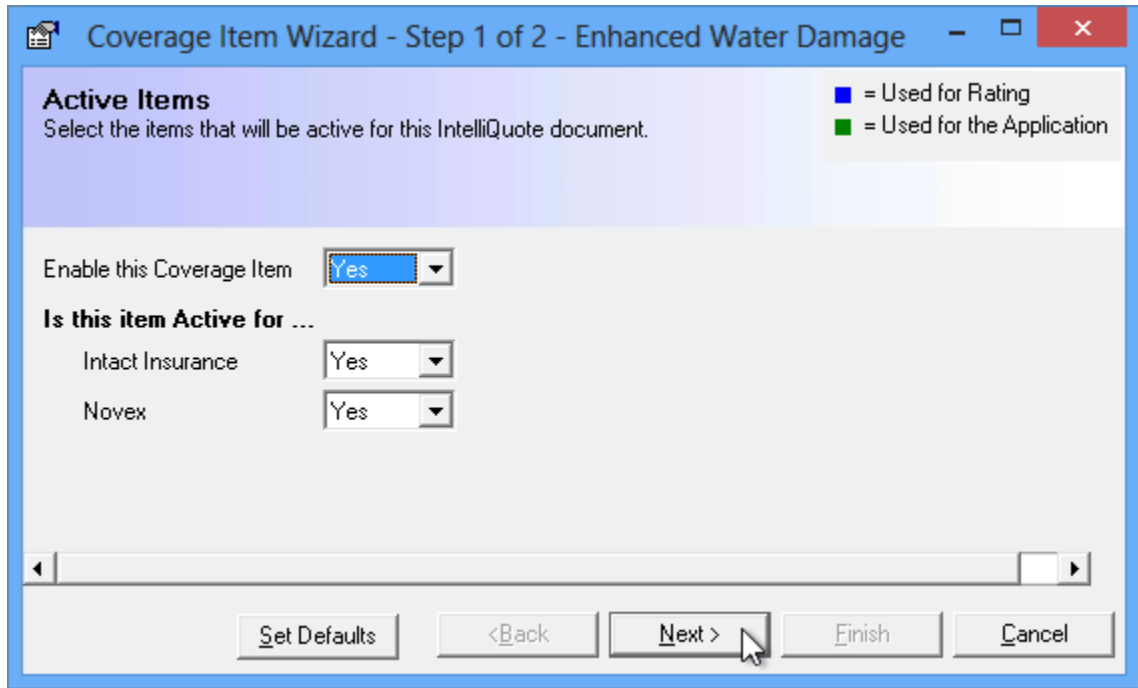 Coverage Item Wizard - Step 1 of 2 - Enhanced Water Damage
Active Items
Select the items that will be active for this IntelliQuote document.
= Used for Rating
= Used for the Application
Enable this Coverage Item Yes
Is this item Active for ...
Intact Insurance Yes
Novex Yes
Set Defaults <Back Next > Finish Cancel